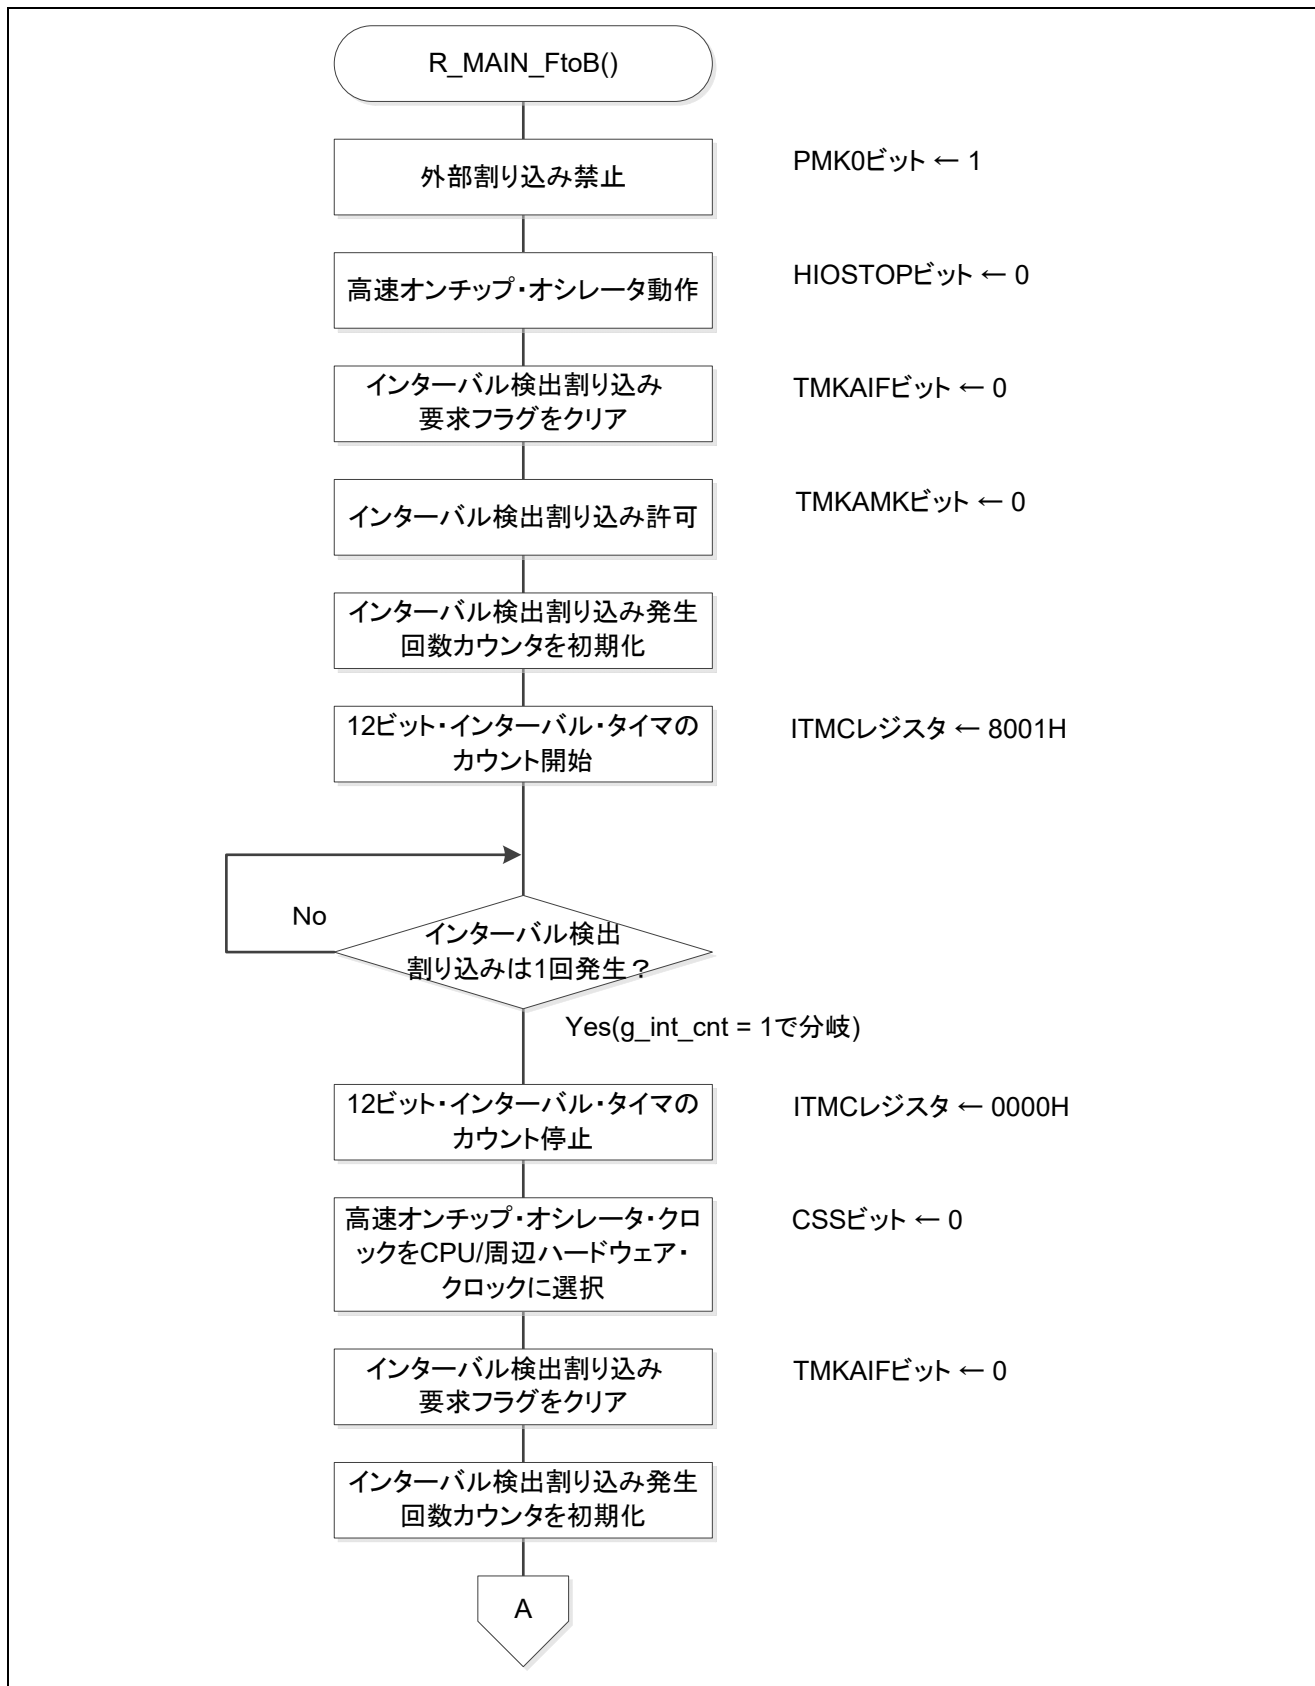 R_MAIN_FtoB()
外部割り込み禁止
PMK0ビット ← 1
高速オンチップ・オシレータ動作
HIOSTOPビット ← 0
インターバル検出割り込み
要求フラグをクリア
TMKAIFビット ← 0
インターバル検出割り込み許可
TMKAMKビット ← 0
インターバル検出割り込み発生
回数カウンタを初期化
12ビット・インターバル・タイマの
カウント開始
ITMCレジスタ ← 8001H
No
インターバル検出
割り込みは1回発生？
Yes(g_int_cnt = 1で分岐)
12ビット・インターバル・タイマの
カウント停止
ITMCレジスタ ← 0000H
高速オンチップ・オシレータ・クロ
ックをCPU/周辺ハードウェア・
クロックに選択
CSSビット ← 0
インターバル検出割り込み
要求フラグをクリア
TMKAIFビット ← 0
インターバル検出割り込み発生
回数カウンタを初期化
A